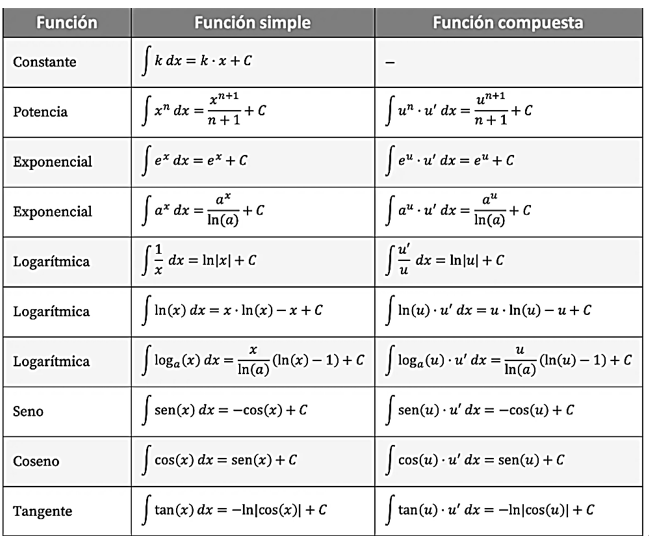 Función Función simple Función compuesta
Constante ∫ k dx = k · x + C –
Potencia ∫ xⁿ dx = xⁿ⁺¹/(n + 1) + C ∫ uⁿ · u′ dx = uⁿ⁺¹/(n + 1) + C
Exponencial ∫ eˣ dx = eˣ + C ∫ eᵘ · u′ dx = eᵘ + C
Exponencial ∫ aˣ dx = aˣ/ln(a) + C ∫ aᵘ · u′ dx = aᵘ/ln(a) + C
Logarítmica ∫ 1/x dx = ln|x| + C ∫ u′/u dx = ln|u| + C
Logarítmica ∫ ln(x) dx = x · ln(x) − x + C ∫ ln(u) · u′ dx = u · ln(u) − u + C
Logarítmica ∫ logₐ(x) dx = x/ln(a) (ln(x) − 1) + C ∫ logₐ(u) · u′ dx = u/ln(a) (ln(u) − 1) + C
Seno ∫ sen(x) dx = −cos(x) + C ∫ sen(u) · u′ dx = −cos(u) + C
Coseno ∫ cos(x) dx = sen(x) + C ∫ cos(u) · u′ dx = sen(u) + C
Tangente ∫ tan(x) dx = −ln|cos(x)| + C ∫ tan(u) · u′ dx = −ln|cos(u)| + C